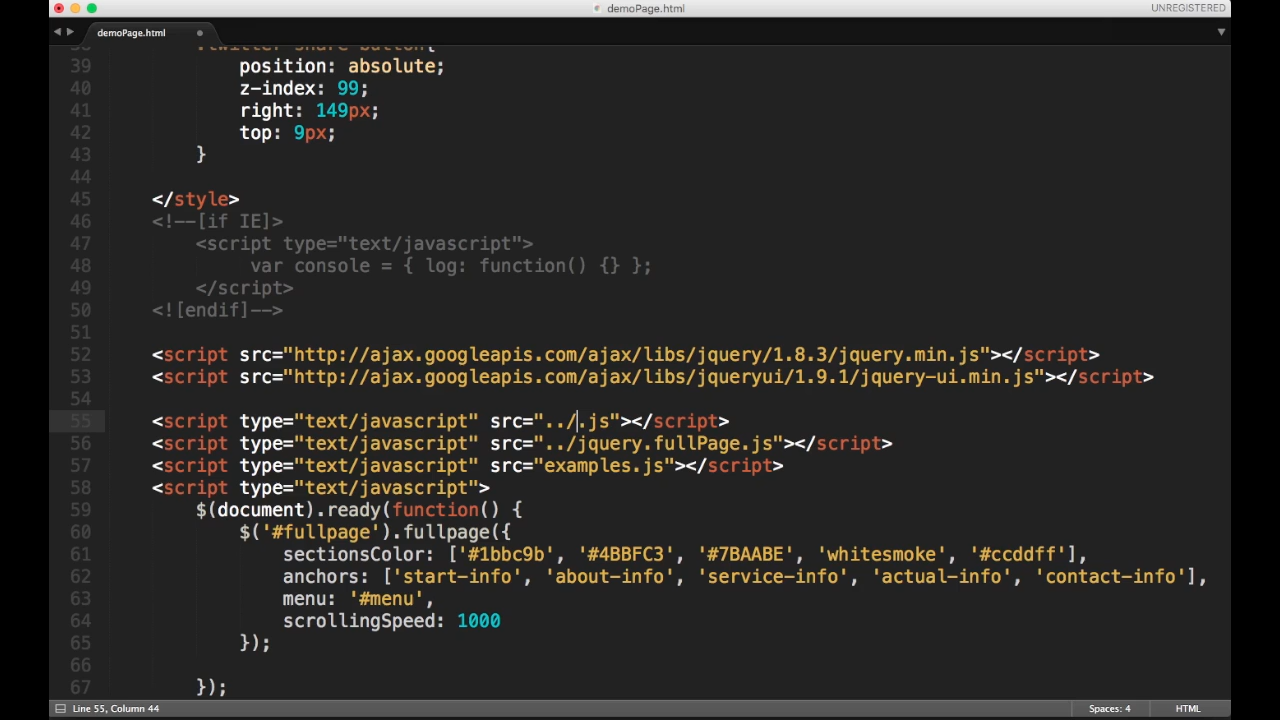 demoPage.html
UNREGISTERED
demoPage.html
39 position: absolute;
40 z-index: 99;
41 right: 149px;
42 top: 9px;
43 }
44
45 </style>
46 <!--[if IE]>
47 <script type="text/javascript">
48 var console = { log: function() {} };
49 </script>
50 <![endif]-->
51
52 <script src="http://ajax.googleapis.com/ajax/libs/jquery/1.8.3/jquery.min.js"></script>
53 <script src="http://ajax.googleapis.com/ajax/libs/jqueryui/1.9.1/jquery-ui.min.js"></script>
54
55 <script type="text/javascript" src="../.js"></script>
56 <script type="text/javascript" src="../jquery.fullPage.js"></script>
57 <script type="text/javascript" src="examples.js"></script>
58 <script type="text/javascript">
59 $(document).ready(function() {
60 $('#fullpage').fullpage({
61 sectionsColor: ['#1bbc9b', '#4BBFC3', '#7BAABE', 'whitesmoke', '#ccddff'],
62 anchors: ['start-info', 'about-info', 'service-info', 'actual-info', 'contact-info'],
63 menu: '#menu',
64 scrollingSpeed: 1000
65 });
66
67 });
Line 55, Column 44
Spaces: 4
HTML